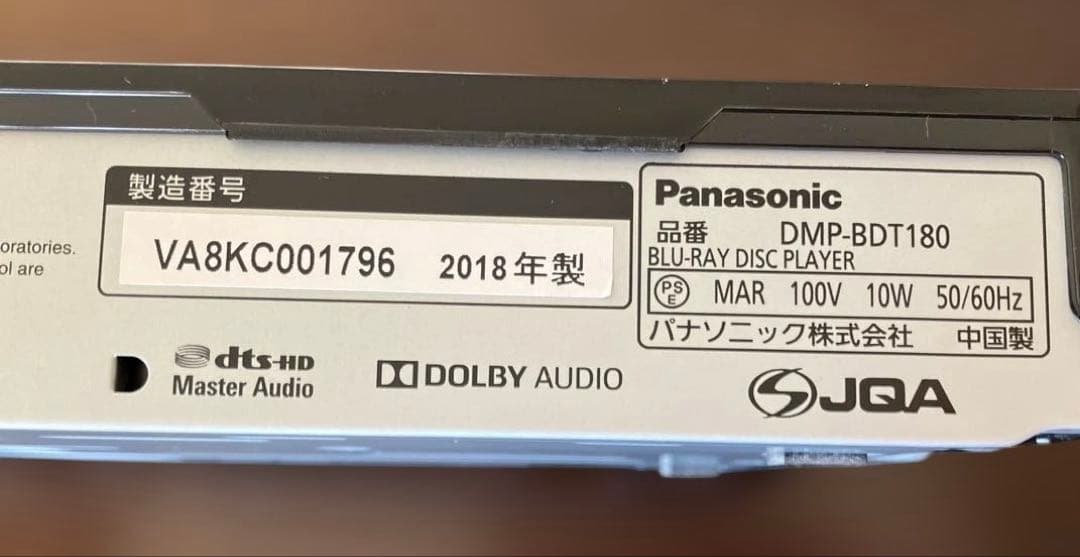 oratories.
ol are
製造番号
VA8KC001796 2018年製
dts-HD
Master Audio
DOLBY AUDIO
Panasonic
品番 DMP-BDT180
BLU-RAY DISC PLAYER
PSE MAR 100V 10W 50/60Hz
パナソニック株式会社 中国製
JQA